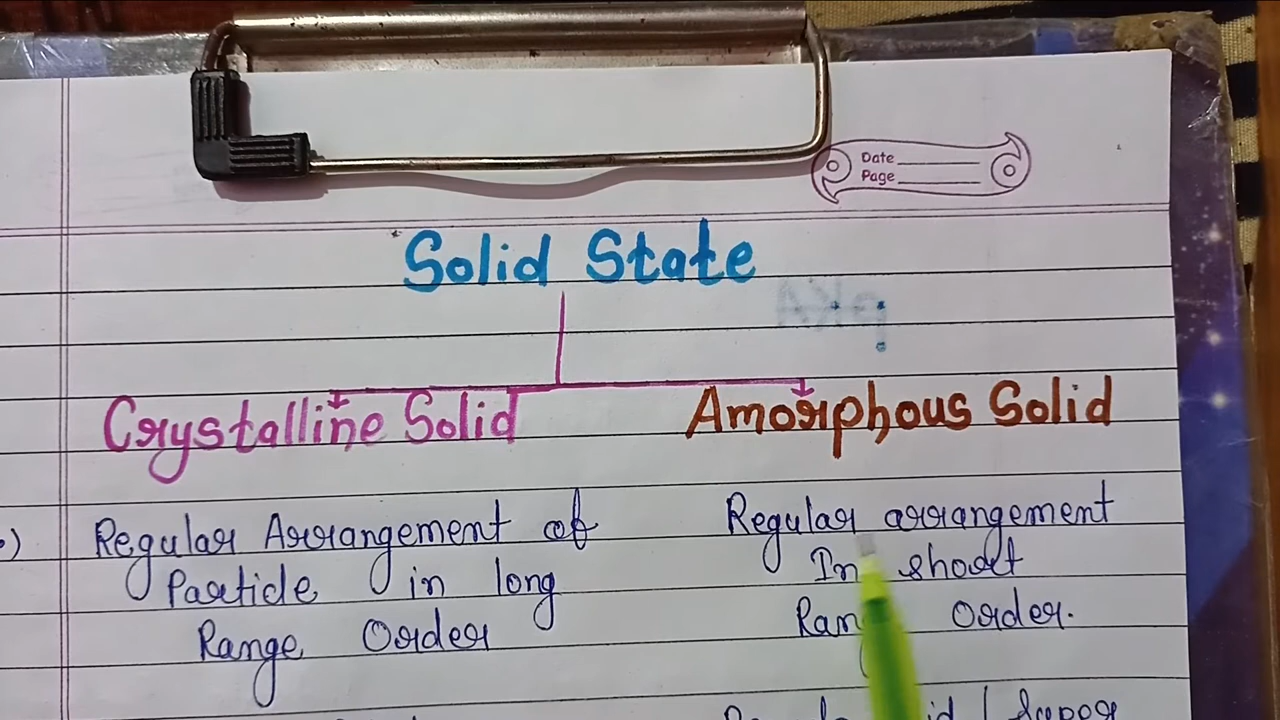 Date
Page
Solid State
Crystalline Solid
Amorphous Solid
Regular Arrangement of
Particle in long
Range Order
Regular arrangement
In short
Order.